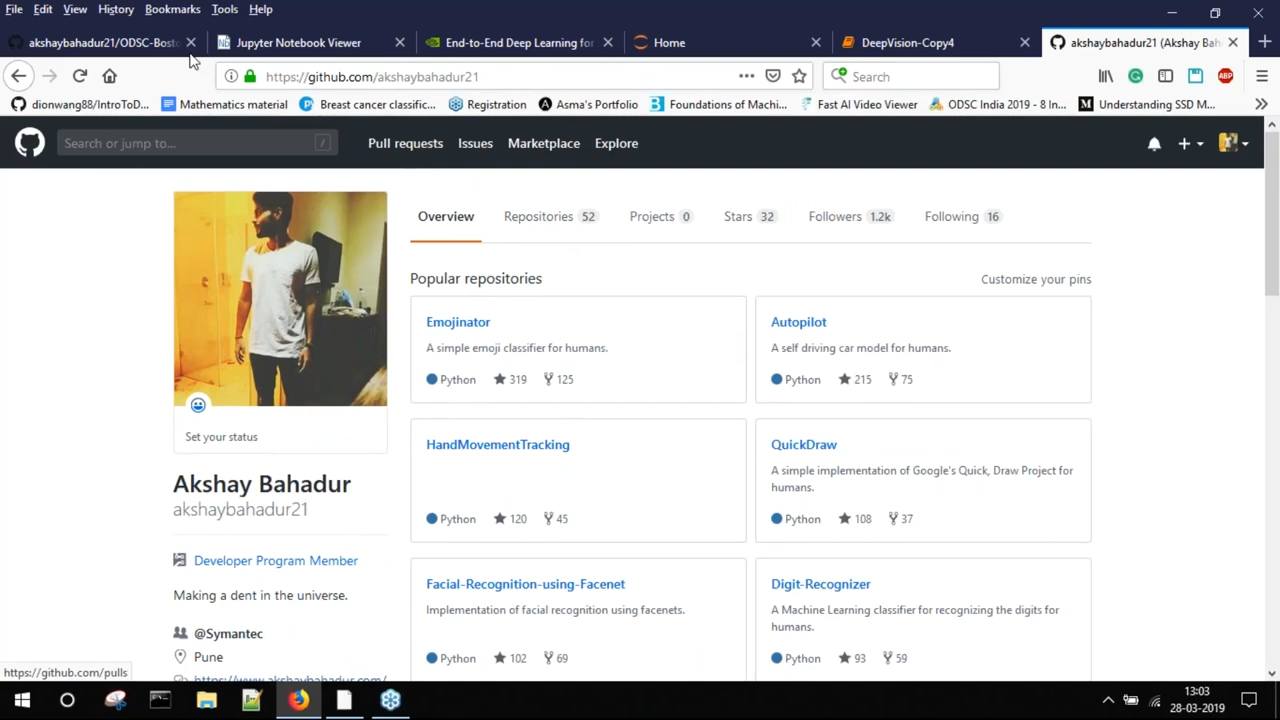 File Edit View History Bookmarks Tools Help
akshaybahadur21/ODSC-Bosto
Jupyter Notebook Viewer
End-to-End Deep Learning for
Home
DeepVision-Copy4
akshaybahadur21 (Akshay Bah
https://github.com/akshaybahadur21
Search
ABP
dionwang88/IntroToD...
Mathematics material
Breast cancer classific...
Registration
Asma's Portfolio
Foundations of Machi...
Fast AI Video Viewer
ODSC India 2019 - 8 In...
Understanding SSD M...
Search or jump to... /
Pull requests Issues Marketplace Explore
Overview Repositories 52 Projects 0 Stars 32 Followers 1.2k Following 16
Popular repositories
Customize your pins
Emojinator
A simple emoji classifier for humans.
Python 319 125
Autopilot
A self driving car model for humans.
Python 215 75
HandMovementTracking
Python 120 45
QuickDraw
A simple implementation of Google's Quick, Draw Project for
humans.
Python 108 37
Facial-Recognition-using-Facenet
Implementation of facial recognition using facenets.
Python 102 69
Digit-Recognizer
A Machine Learning classifier for recognizing the digits for
humans.
Python 93 59
Set your status
Akshay Bahadur
akshaybahadur21
Developer Program Member
Making a dent in the universe.
@Symantec
Pune
https://www.akshaybahadur.com/
https://github.com/pulls
13:03
28-03-2019